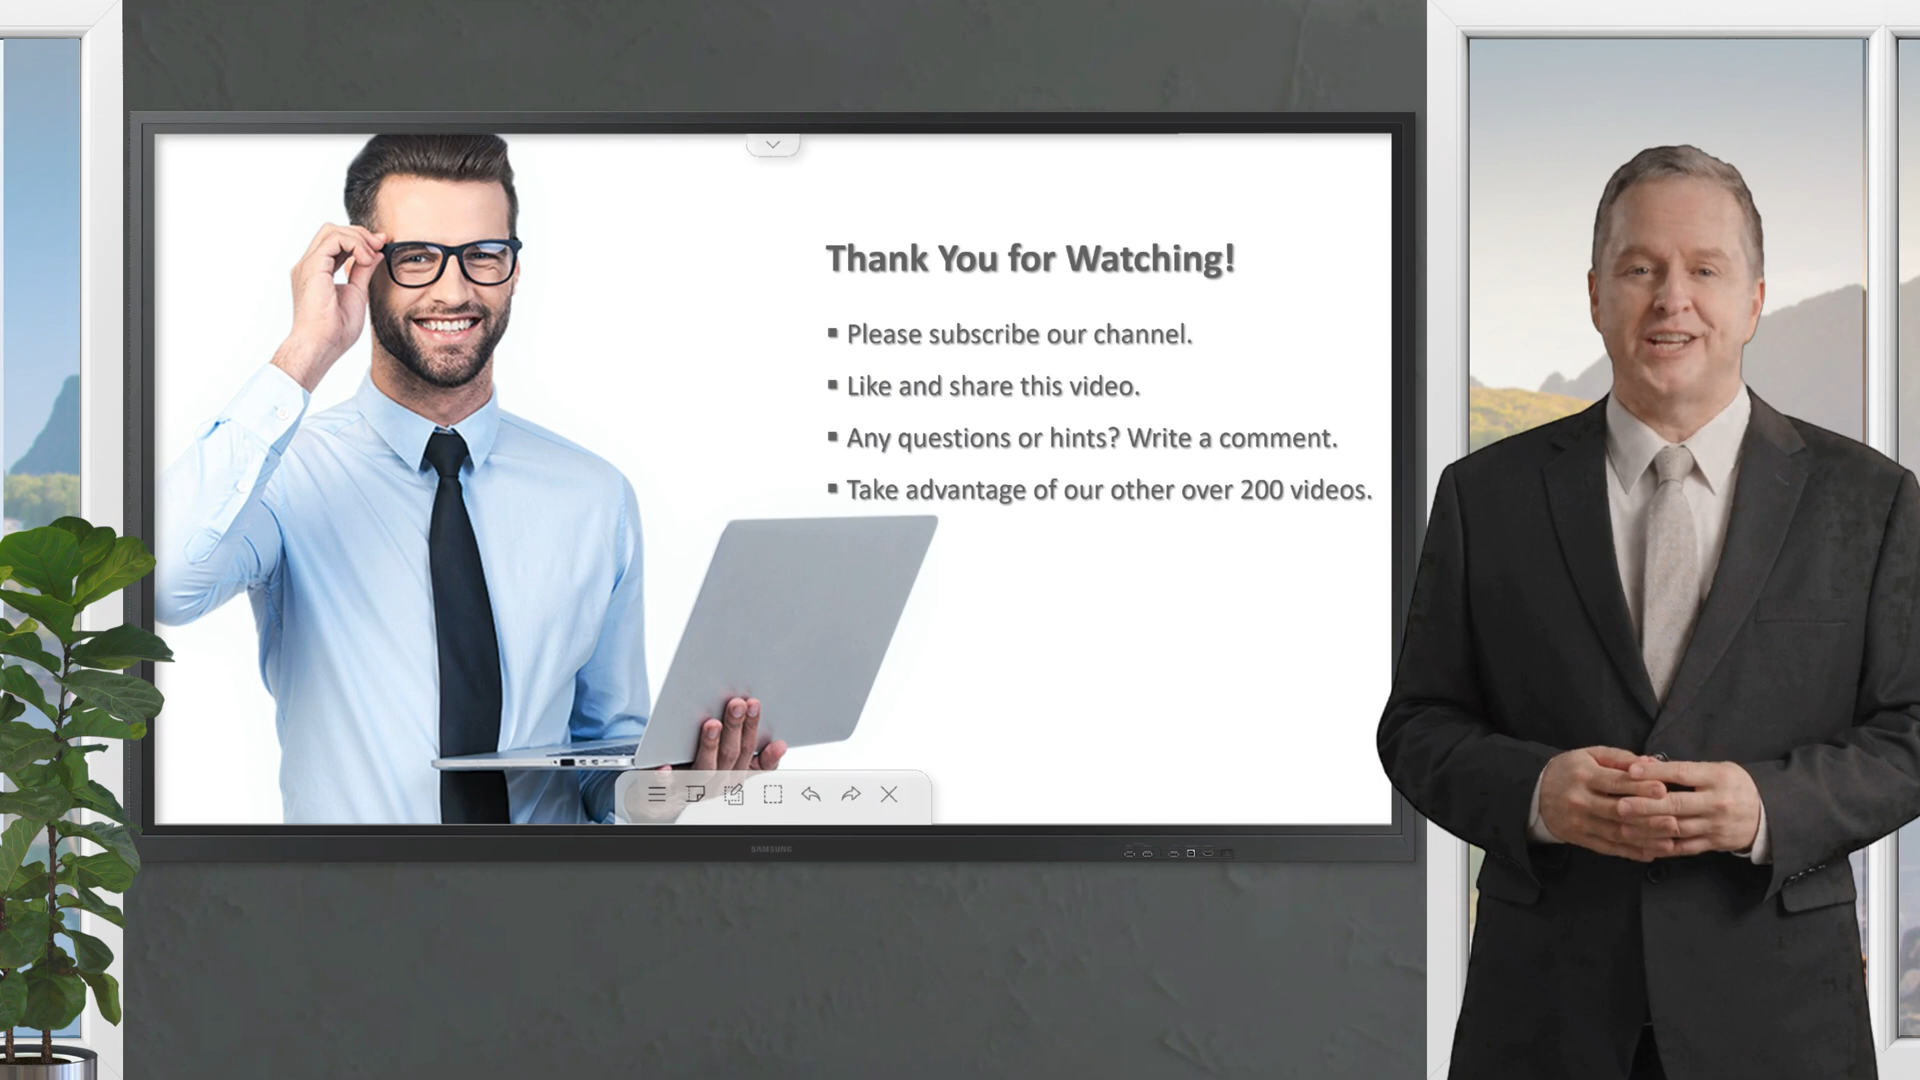 Thank You for Watching!
▪ Please subscribe our channel.
▪ Like and share this video.
▪ Any questions or hints? Write a comment.
▪ Take advantage of our other over 200 videos.
SAMSUNG